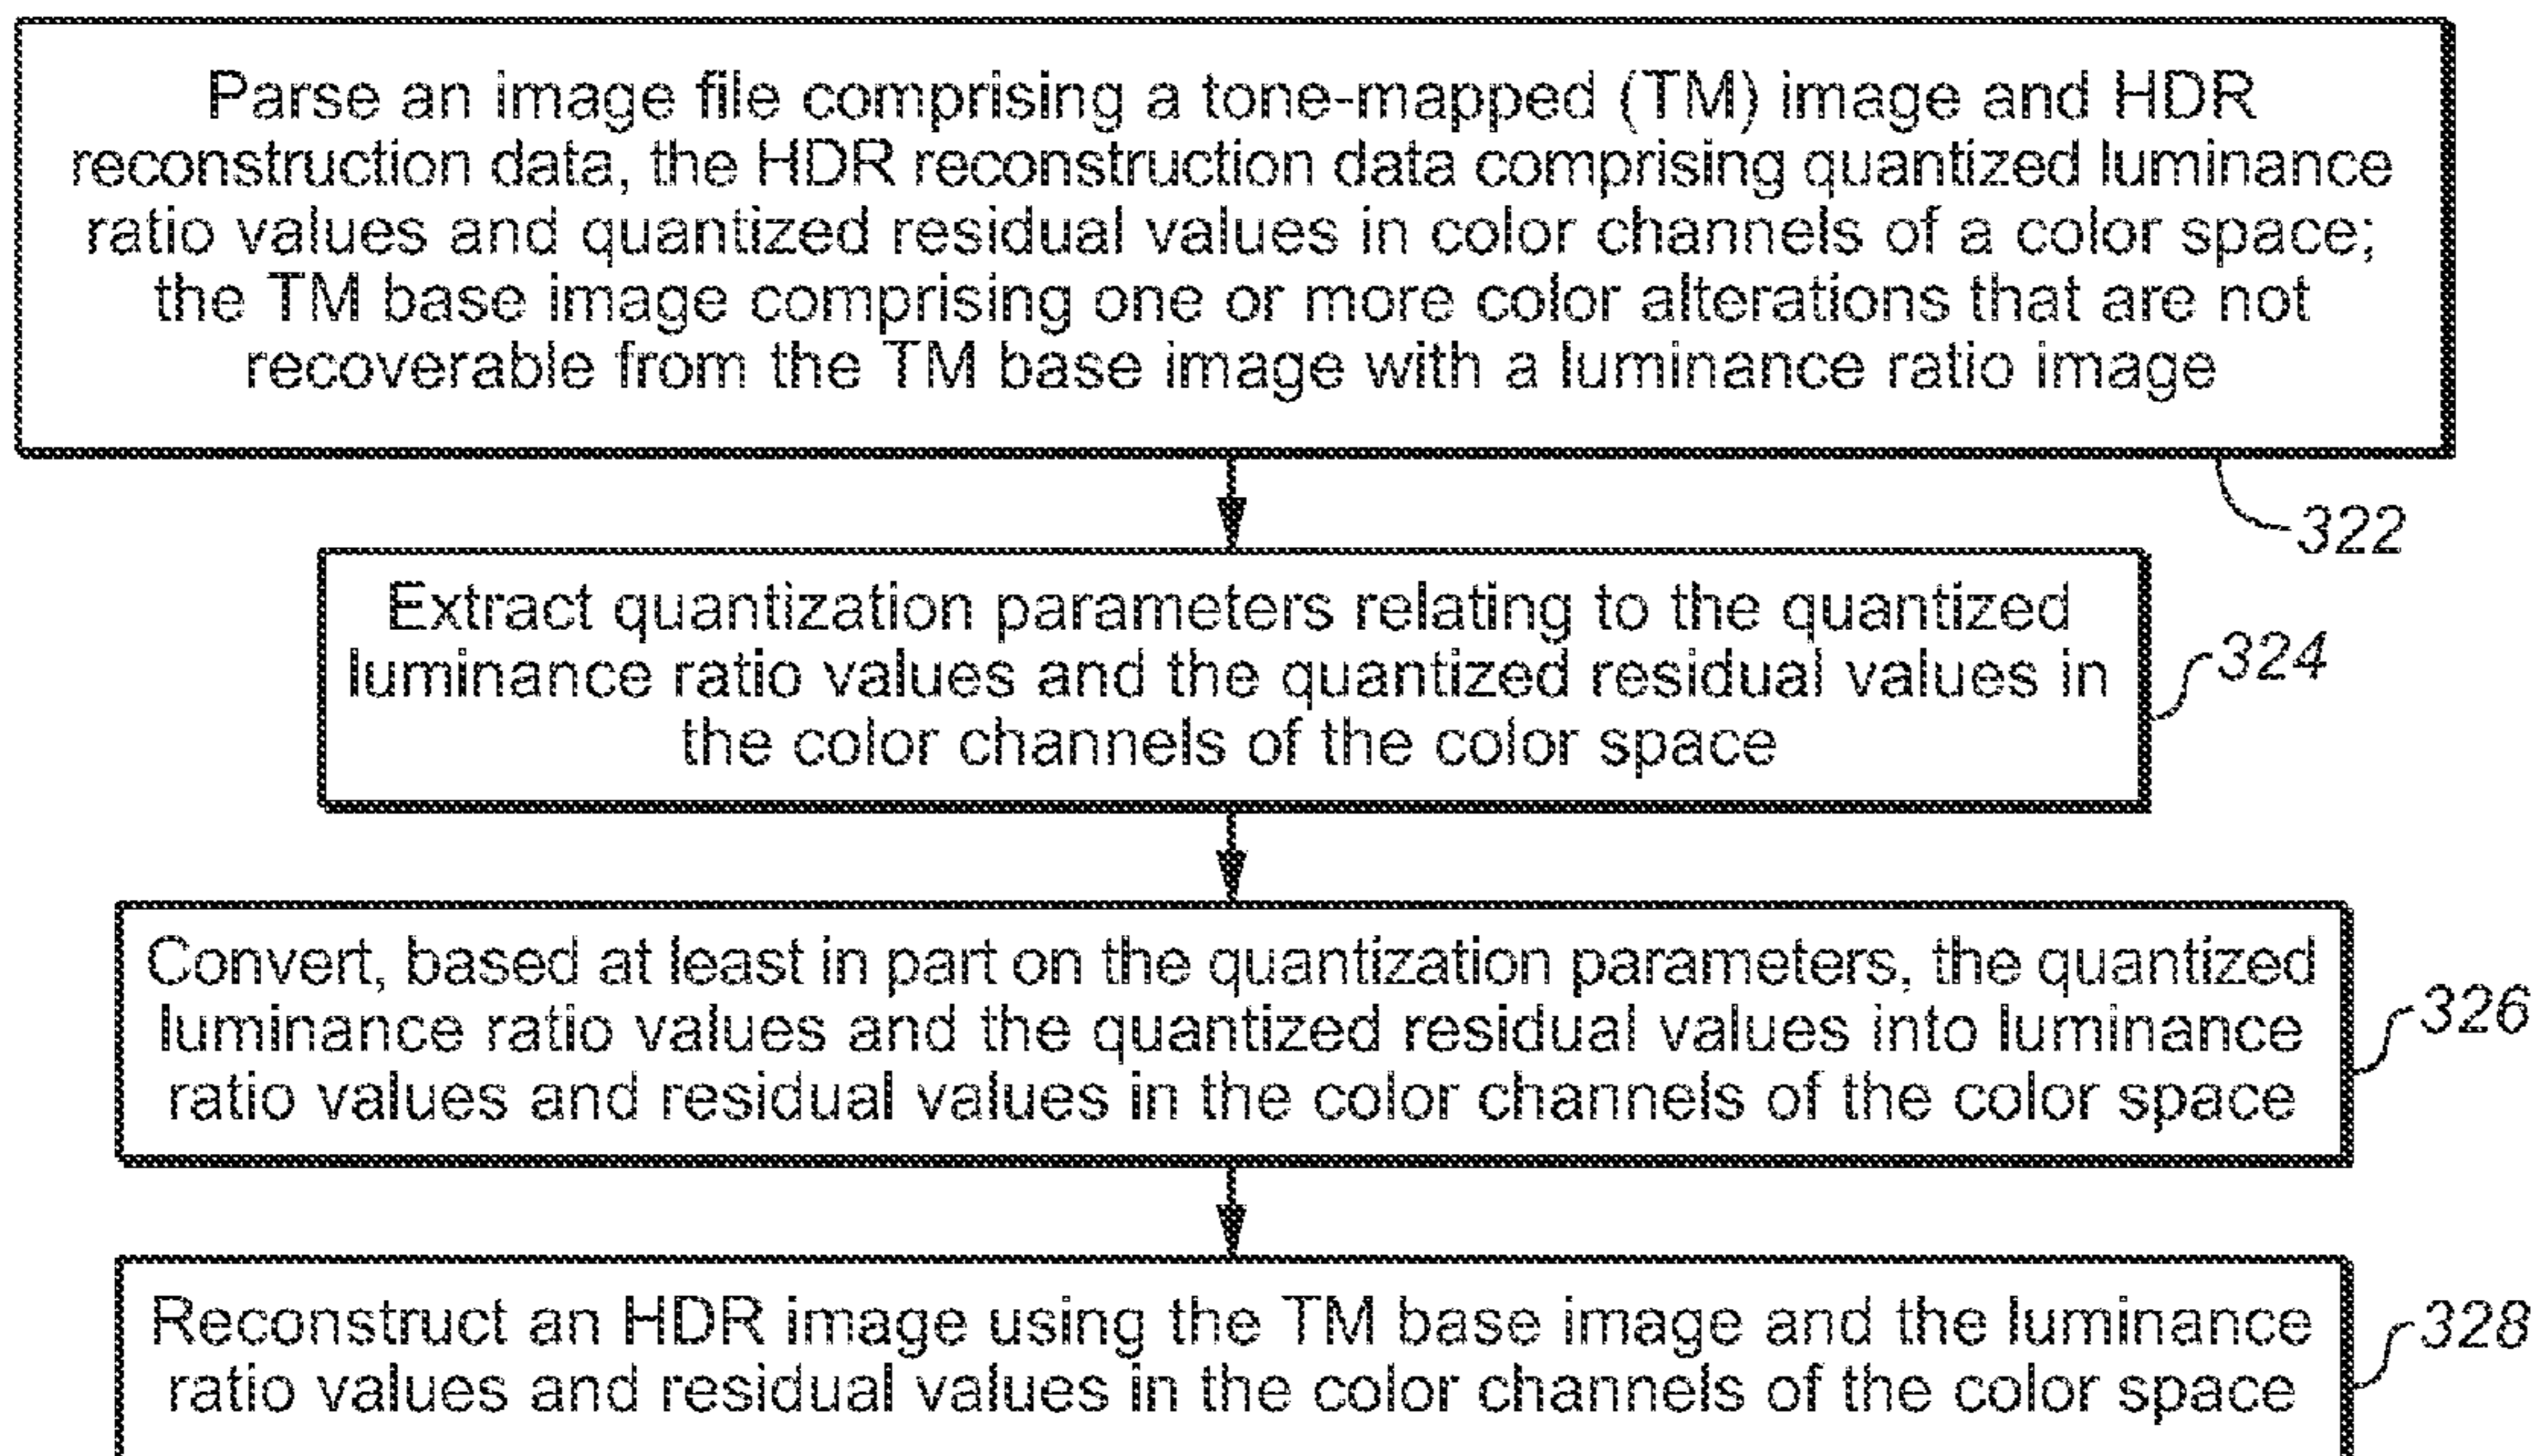 Parse an image file comprising a tone-mapped (TM) image and HDR
reconstruction data, the HDR reconstruction data comprising quantized luminance
ratio values and quantized residual values in color channels of a color space;
the TM base image comprising one or more color alterations that are not
recoverable from the TM base image with a luminance ratio image
322
Extract quantization parameters relating to the quantized
luminance ratio values and the quantized residual values in
the color channels of the color space
324
Convert, based at least in part on the quantization parameters, the quantized
luminance ratio values and the quantized residual values into luminance
ratio values and residual values in the color channels of the color space
326
Reconstruct an HDR image using the TM base image and the luminance
ratio values and residual values in the color channels of the color space
328